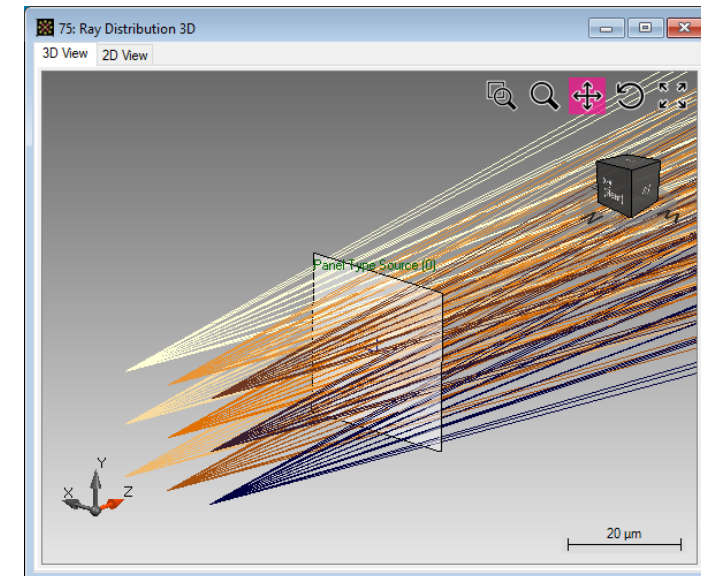 75: Ray Distribution 3D
3D View 2D View
Panel Type Source (0)
Y
X
Z
20 µm